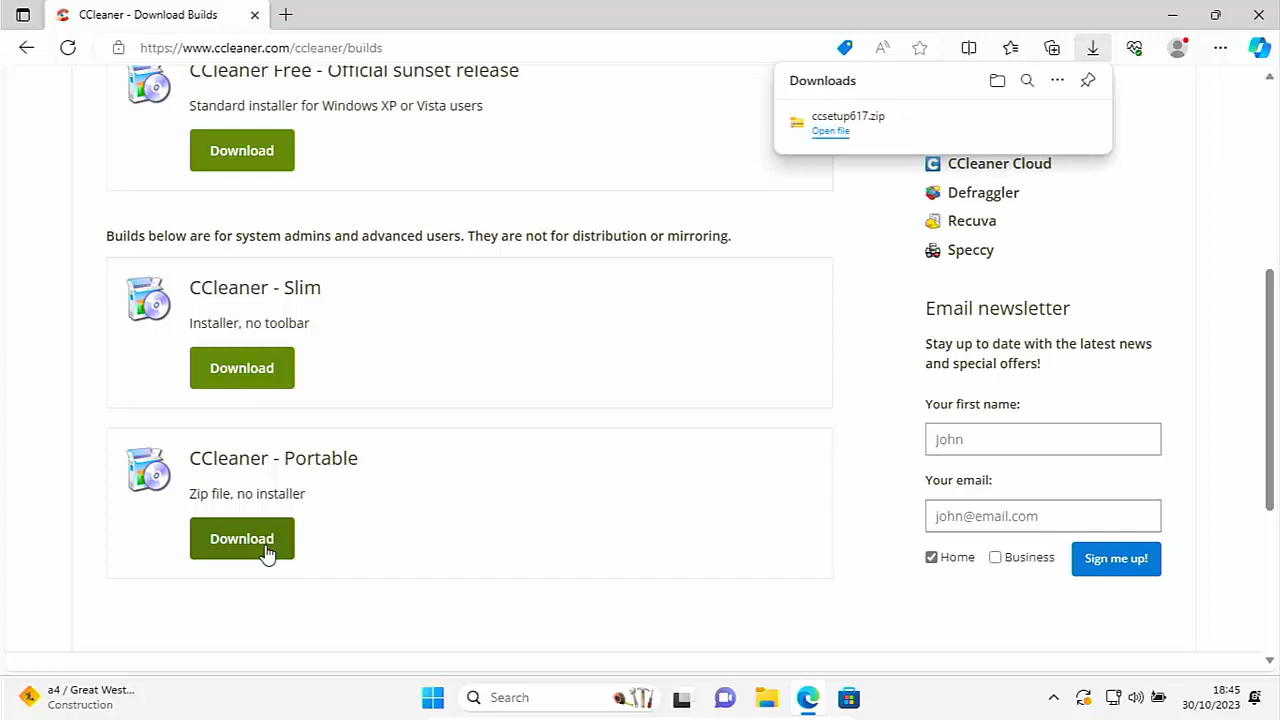 CCleaner - Download Builds
https://www.ccleaner.com/ccleaner/builds
CCleaner Free - Official sunset release
Standard installer for Windows XP or Vista users
Download
Downloads
ccsetup617.zip
Open file
CCleaner Cloud
Defraggler
Recuva
Speccy
Builds below are for system admins and advanced users. They are not for distribution or mirroring.
CCleaner - Slim
Installer, no toolbar
Download
CCleaner - Portable
Zip file, no installer
Download
Email newsletter
Stay up to date with the latest news
and special offers!
Your first name:
John
Your email:
john@email.com
Home
Business
Sign me up!
a4 / Great West...
Construction
Search
18:45
30/10/2023